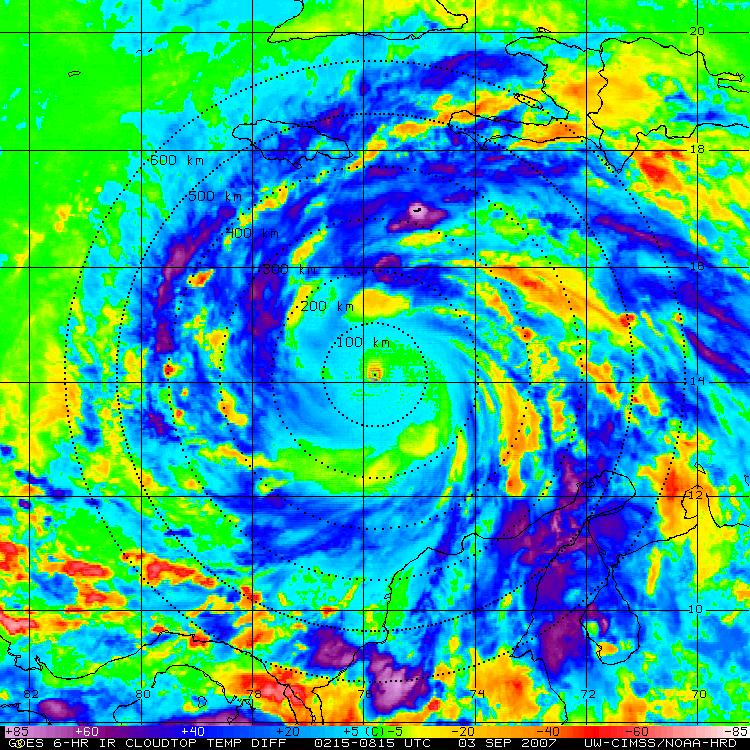 20
18
600 km
500 km
400 km
300 km
16
200 km
100 km
14
12
10
82 80 78 76 74 72 70
+85 +60 +40 +20 +5 (C) -5 -20 -40 -60 -85
GOES 6-HR IR CLOUDTOP TEMP DIFF 0215-0815 UTC 03 SEP 2007 UW-CIMSS/NOAA-HRD